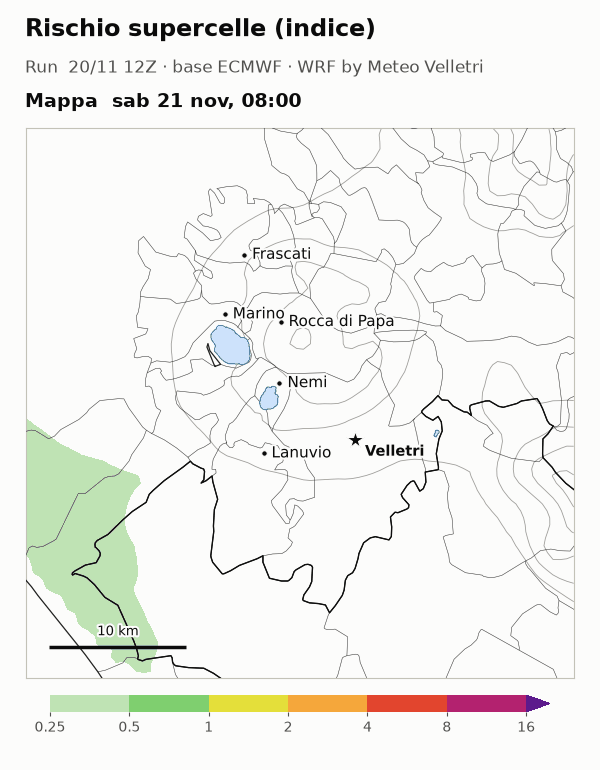 Rischio supercelle (indice)
Run  20/11 12Z · base ECMWF · WRF by Meteo Velletri
Mappa  sab 21 nov, 08:00
Frascati
Marino
Rocca di Papa
Nemi
Velletri
Lanuvio
10 km
0.25 0.5 1 2 4 8 16